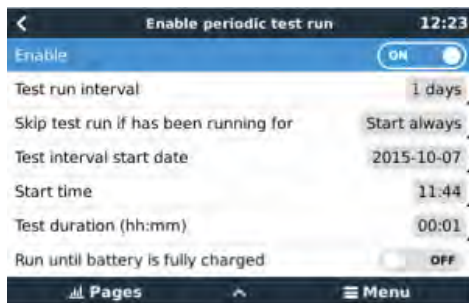 Enable periodic test run 12:23
Enable ON
Test run interval 1 days
Skip test run if has been running for Start always
Test interval start date 2015-10-07
Start time 11:44
Test duration (hh:mm) 00:01
Run until battery is fully charged OFF
Pages Menu